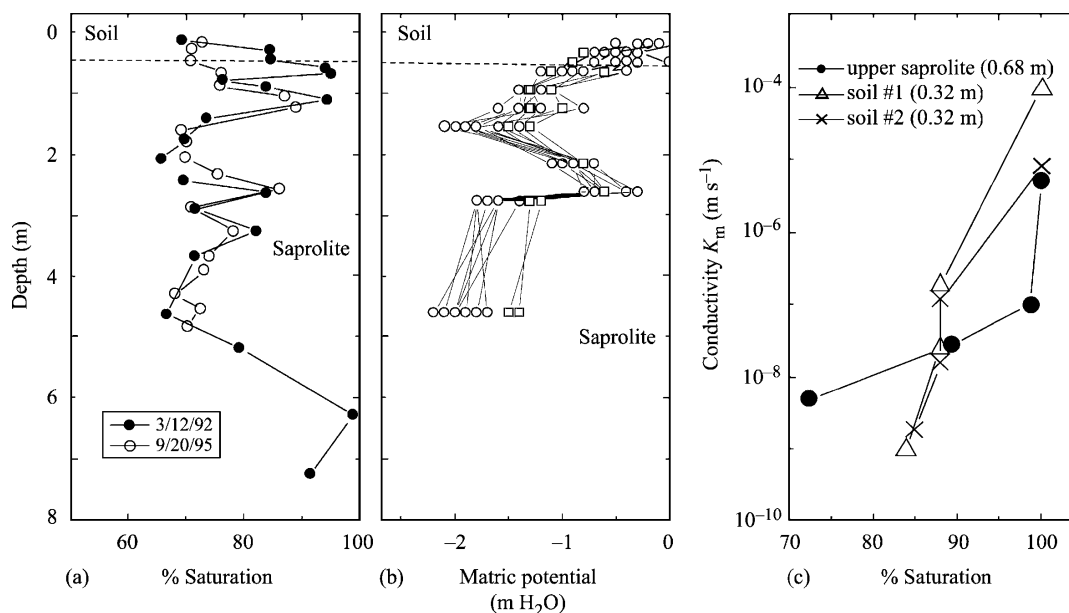 0
2
4
6
8
Depth (m)
Soil
Saprolite
3/12/92
9/20/95
60
80
100
(a)
% Saturation
Soil
Saprolite
−2
−1
0
(b)
Matric potential
(m H₂O)
upper saprolite (0.68 m)
soil #1 (0.32 m)
soil #2 (0.32 m)
10⁻⁴
10⁻⁶
10⁻⁸
10⁻¹⁰
Conductivity Kₘ (m s⁻¹)
70
80
90
100
(c)
% Saturation